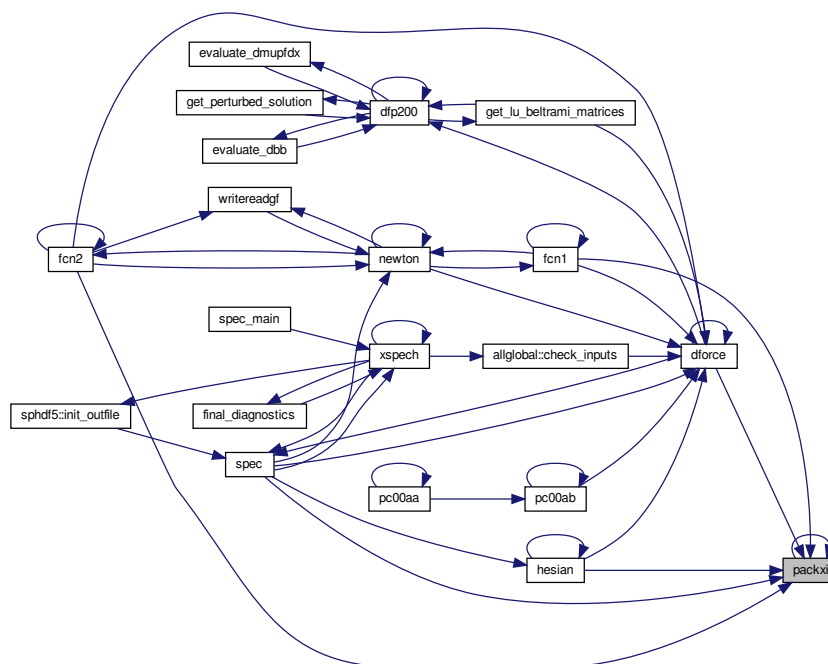 evaluate_dmupfdx
get_perturbed_solution
dfp200
get_lu_beltrami_matrices
evaluate_dbb
writereadgf
fcn2
newton
fcn1
spec_main
xspech
allglobal::check_inputs
dforce
sphdf5::init_outfile
final_diagnostics
spec
pc00aa
pc00ab
hesian
packxi